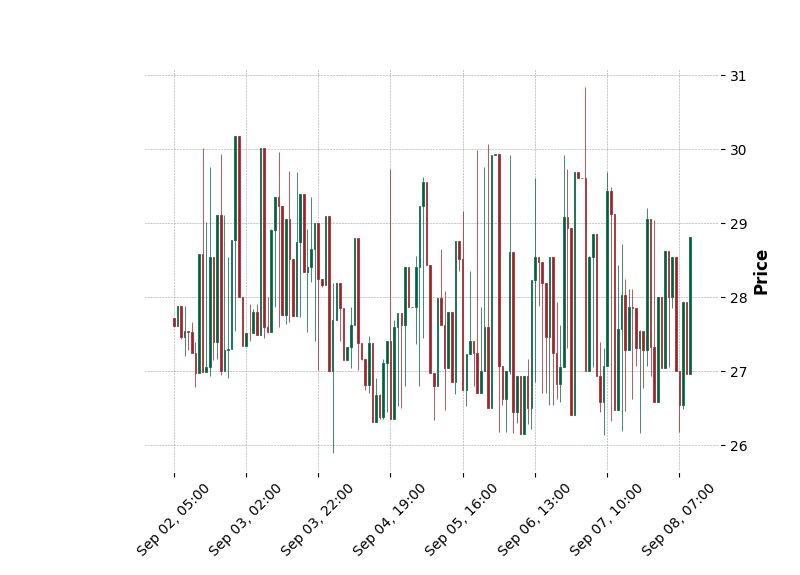 31
30
29
28
27
26
Price
Sep 02, 05:00
Sep 03, 02:00
Sep 03, 22:00
Sep 04, 19:00
Sep 05, 16:00
Sep 06, 13:00
Sep 07, 10:00
Sep 08, 07:00